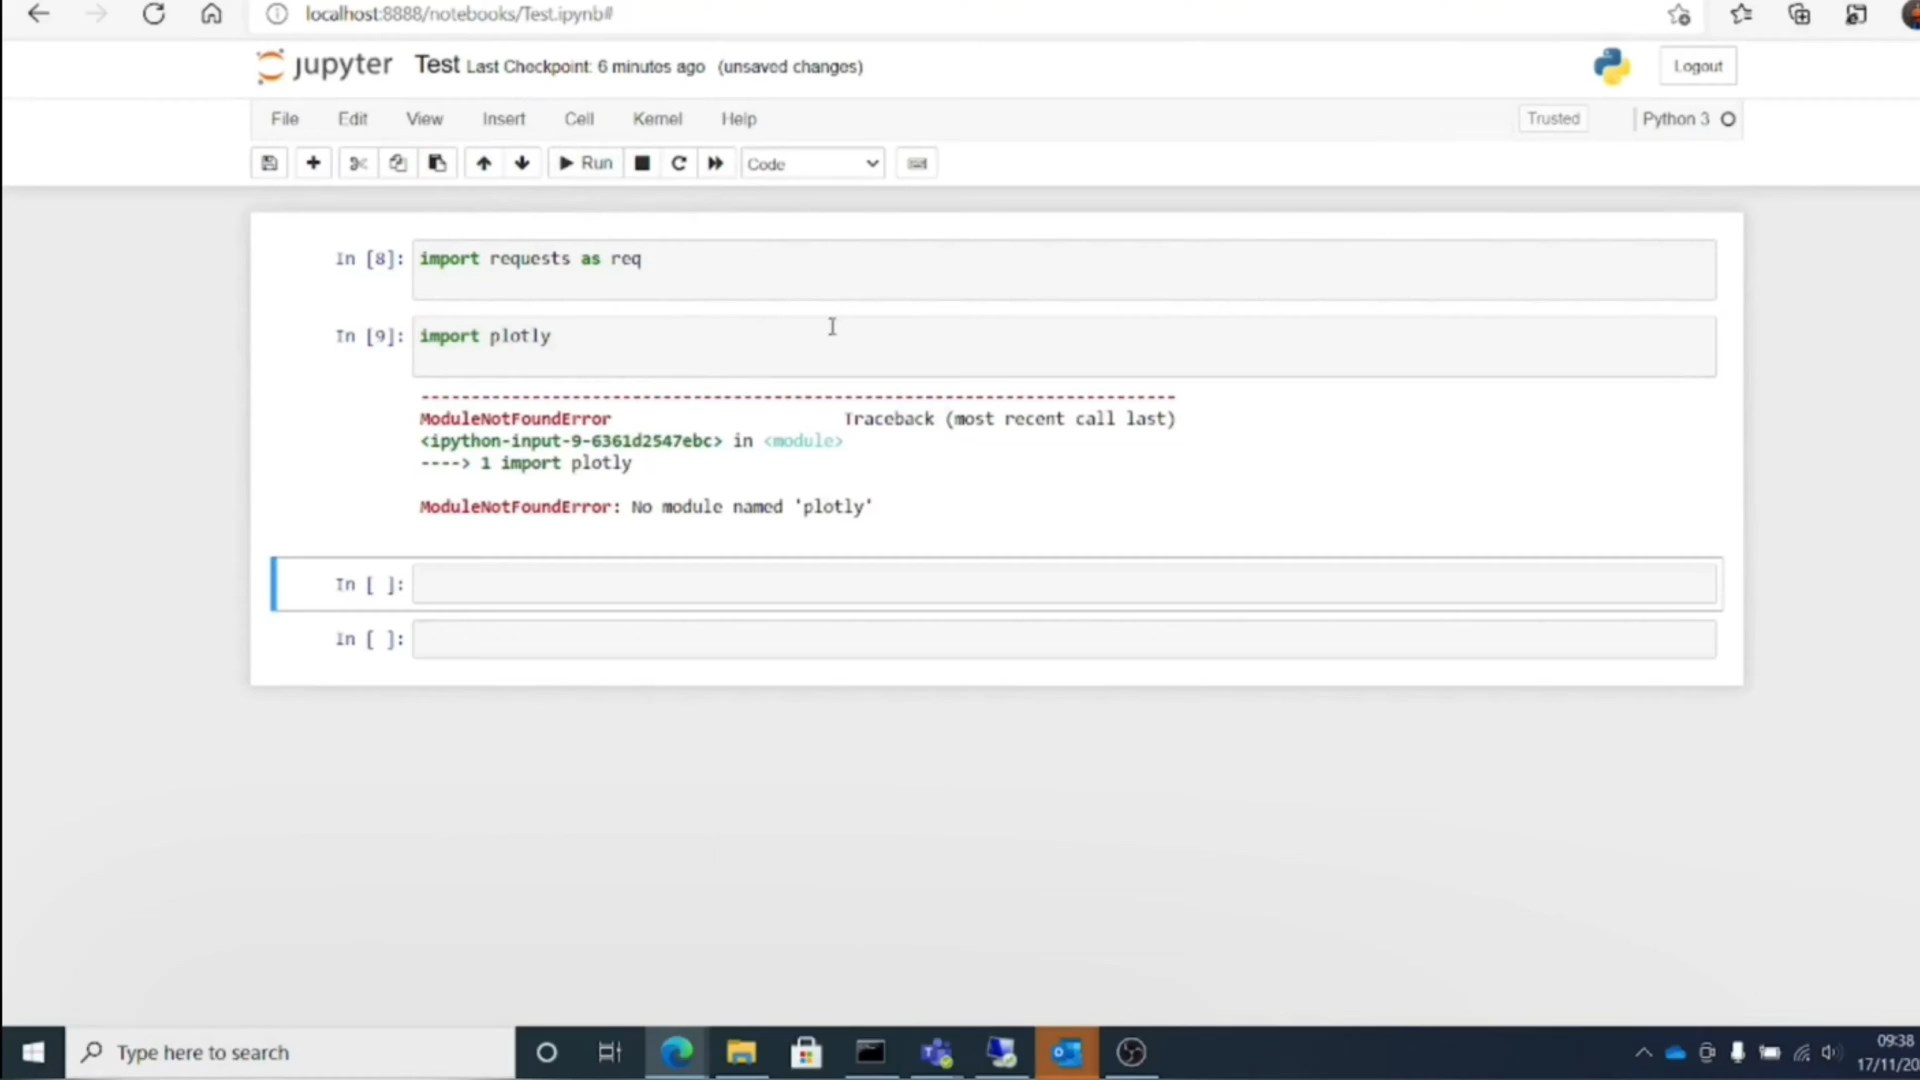 localhost:8888/notebooks/Test.ipynb#
jupyter Test Last Checkpoint: 6 minutes ago (unsaved changes)
Logout
File Edit View Insert Cell Kernel Help
Trusted
Python 3
Run
Code
In [8]: import requests as req
In [9]: import plotly
---------------------------------------------------------------------------
ModuleNotFoundError Traceback (most recent call last)
<ipython-input-9-6361d2547ebc> in <module>
----> 1 import plotly
ModuleNotFoundError: No module named 'plotly'
In [ ]:
In [ ]:
Type here to search
09:38
17/11/20